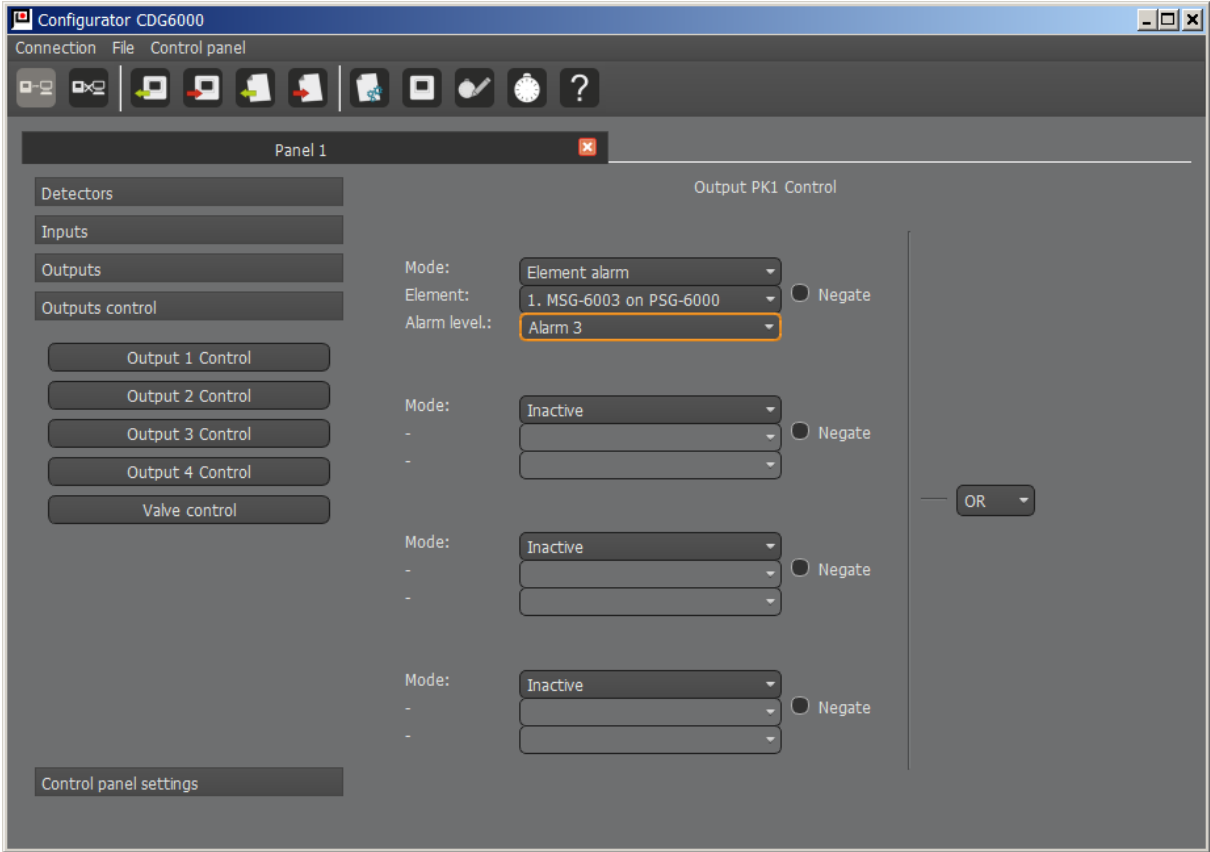 Configurator CDG6000
Connection File Control panel
?
Panel 1
Detectors
Inputs
Outputs
Outputs control
Output 1 Control
Output 2 Control
Output 3 Control
Output 4 Control
Valve control
Control panel settings
Output PK1 Control
Mode: Element alarm
Element: 1. MSG-6003 on PSG-6000 Negate
Alarm level.: Alarm 3
Mode: Inactive
- Negate
-
Mode: Inactive
- Negate
-
Mode: Inactive
- Negate
-
OR